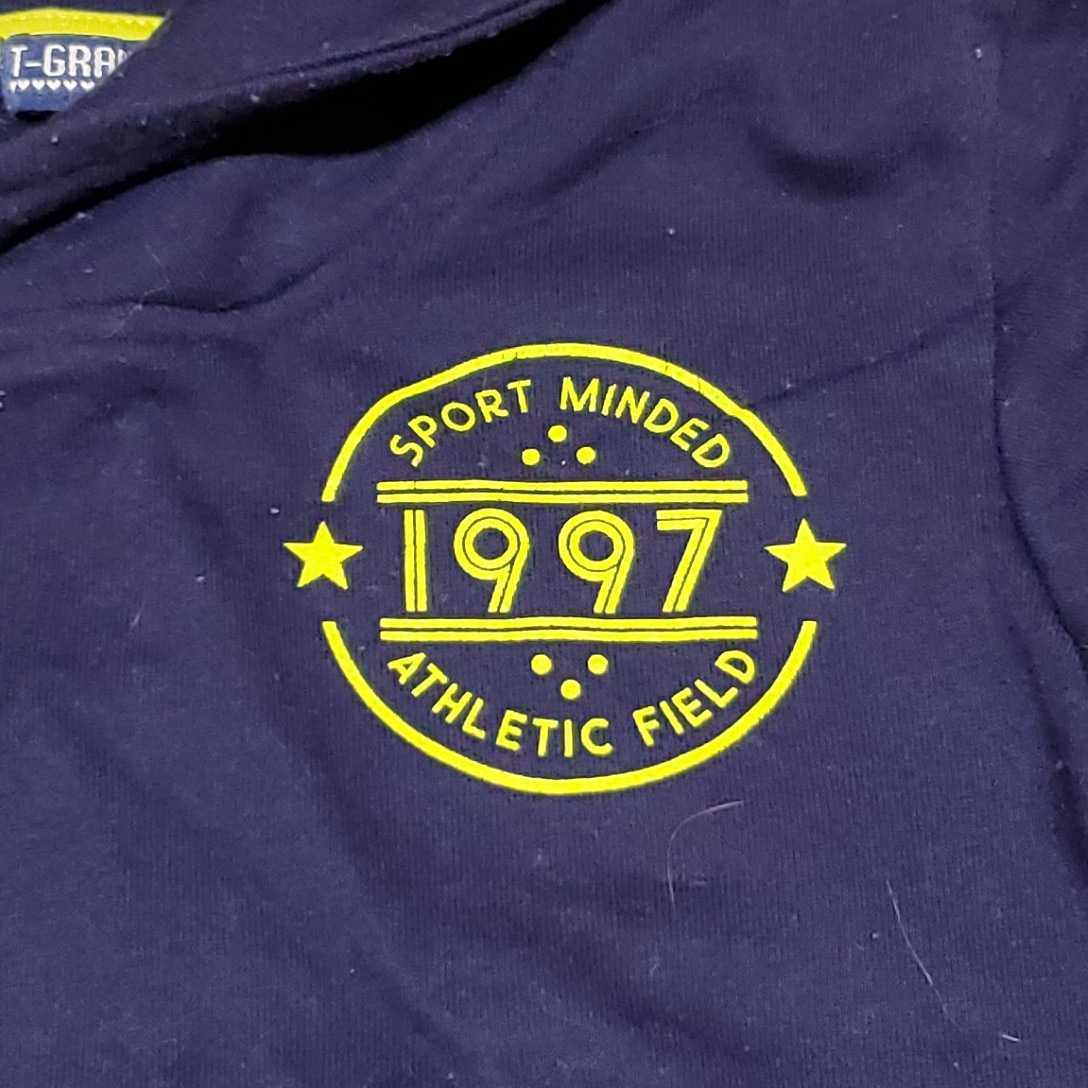 SPORT MINDED
1997
ATHLETIC FIELD